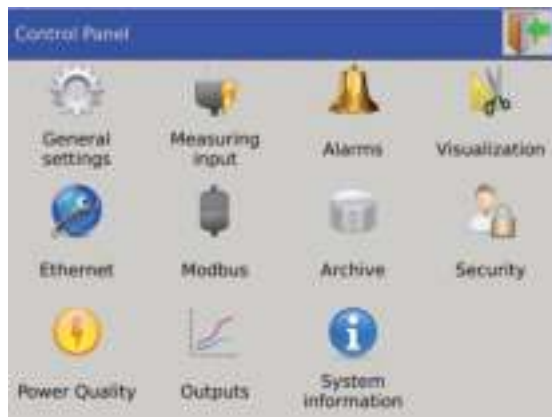 Control Panel
General
settings
Measuring
input
Alarms
Visualization
Ethernet
Modbus
Archive
Security
Power Quality
Outputs
System
information